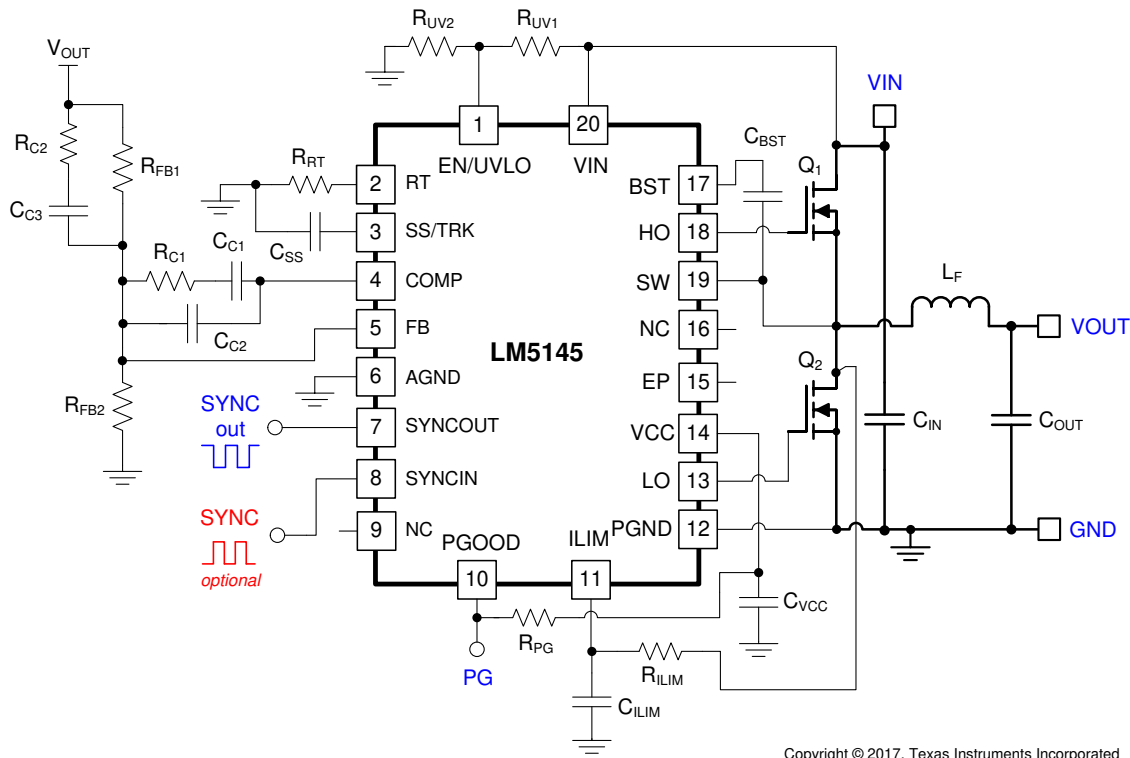 RUV2
RUV1
VOUT
VIN
1
20
EN/UVLO
VIN
CBST
RC2
RFB1
RRT
2
RT
BST
17
Q1
CC3
CSS
3
SS/TRK
HO
18
RC1
CC1
4
COMP
SW
19
LF
CC2
5
FB
NC
16
VOUT
LM5145
Q2
RFB2
6
AGND
EP
15
SYNC
out
7
SYNCOUT
VCC
14
CIN
COUT
8
SYNCIN
LO
13
SYNC
optional
9
NC
PGOOD
ILIM
PGND
12
GND
10
11
CVCC
RPG
PG
RILIM
CILIM
Copyright © 2017, Texas Instruments Incorporated